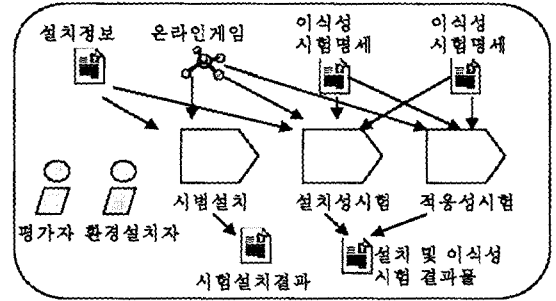 설치정보
온라인게임
이식성
시험명세
이식성
시험명세
시범설치
설치성시험
적응성시험
평가자
환경설치자
시험설치결과
설치 및 이식성
시험 결과물